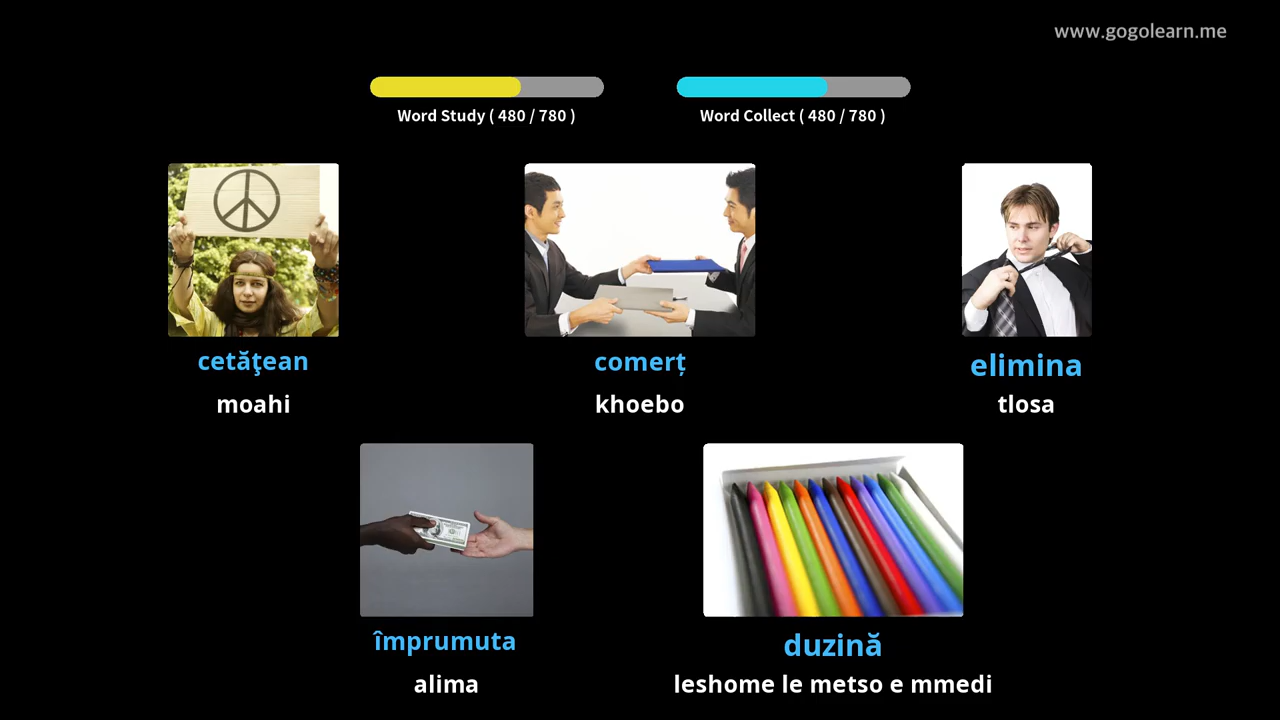 www.gogolearn.me
Word Study ( 480 / 780 )
Word Collect ( 480 / 780 )
cetăţean
comerț
elimina
moahi
khoebo
tlosa
împrumuta
duzină
alima
leshome le metso e mmedi